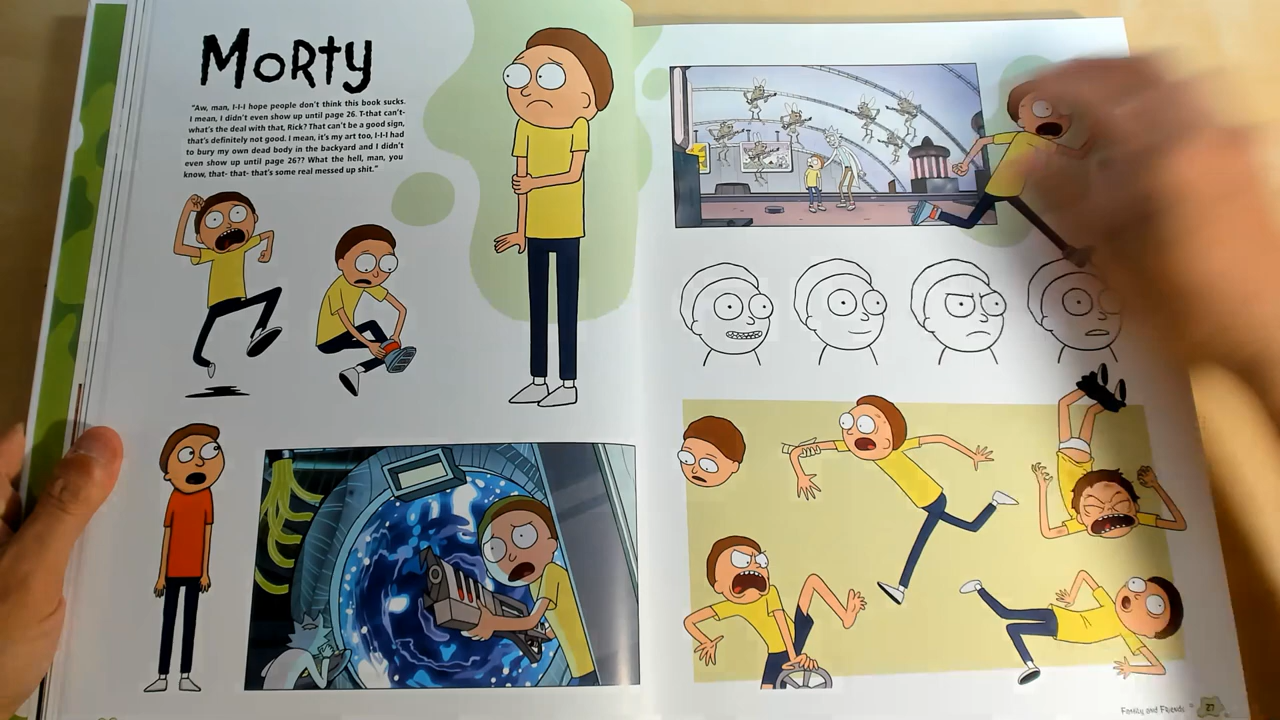 MoRty
"Aw, man, I-I-I hope people don't think this book sucks.
I mean, I didn't even show up until page 26. T-that can't-
what's the deal with that, Rick? That can't be a good sign,
that's definitely not good. I mean, it's my art too, I-I-I had
to bury my own dead body in the backyard and I didn't
even show up until page 26?? What the hell, man, you
know, that- that- that's some real messed up shit."
Family and Friends
27